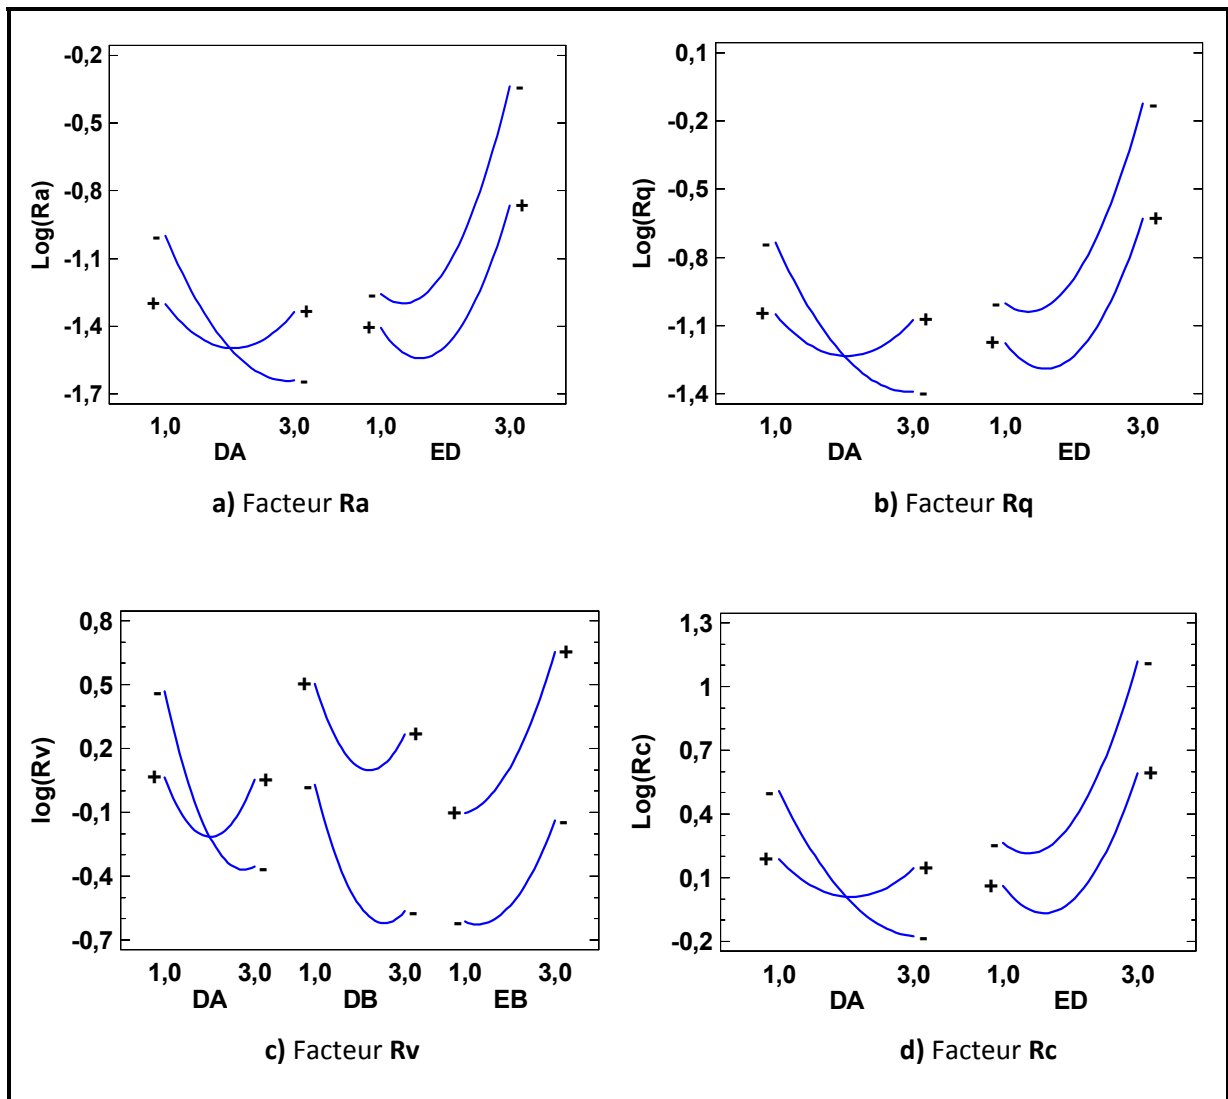 -0,2
-0,5
-0,8
-1,1
-1,4
-1,7
Log(Ra)
- + + - - + - +
1,0 3,0 1,0 3,0
DA ED
a) Facteur Ra
0,1
-0,2
-0,5
-0,8
-1,1
-1,4
Log(Rq)
- + + - - + - +
1,0 3,0 1,0 3,0
DA ED
b) Facteur Rq
0,8
0,5
0,2
-0,1
-0,4
-0,7
log(Rv)
- + + - + - + - + - + -
1,0 3,0 1,0 3,0 1,0 3,0
DA DB EB
c) Facteur Rv
1,3
1
0,7
0,4
0,1
-0,2
Log(Rc)
- + + - - + - +
1,0 3,0 1,0 3,0
DA ED
d) Facteur Rc